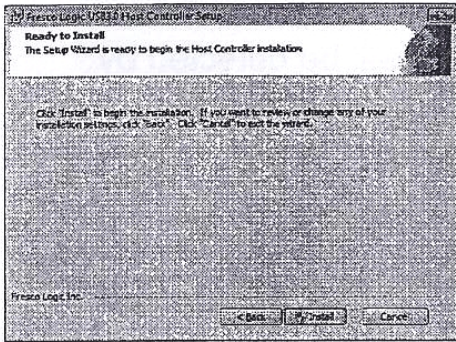 Fresco Logic USB3.0 Host Controller Setup
Ready to Install
The Setup Wizard is ready to begin the Host Controller installation
Click "Install" to begin the installation. If you want to review or change any of your
installation settings, click "Back". Click "Cancel" to exit the wizard.
Fresco Logic Inc.
< Back
Install
Cancel